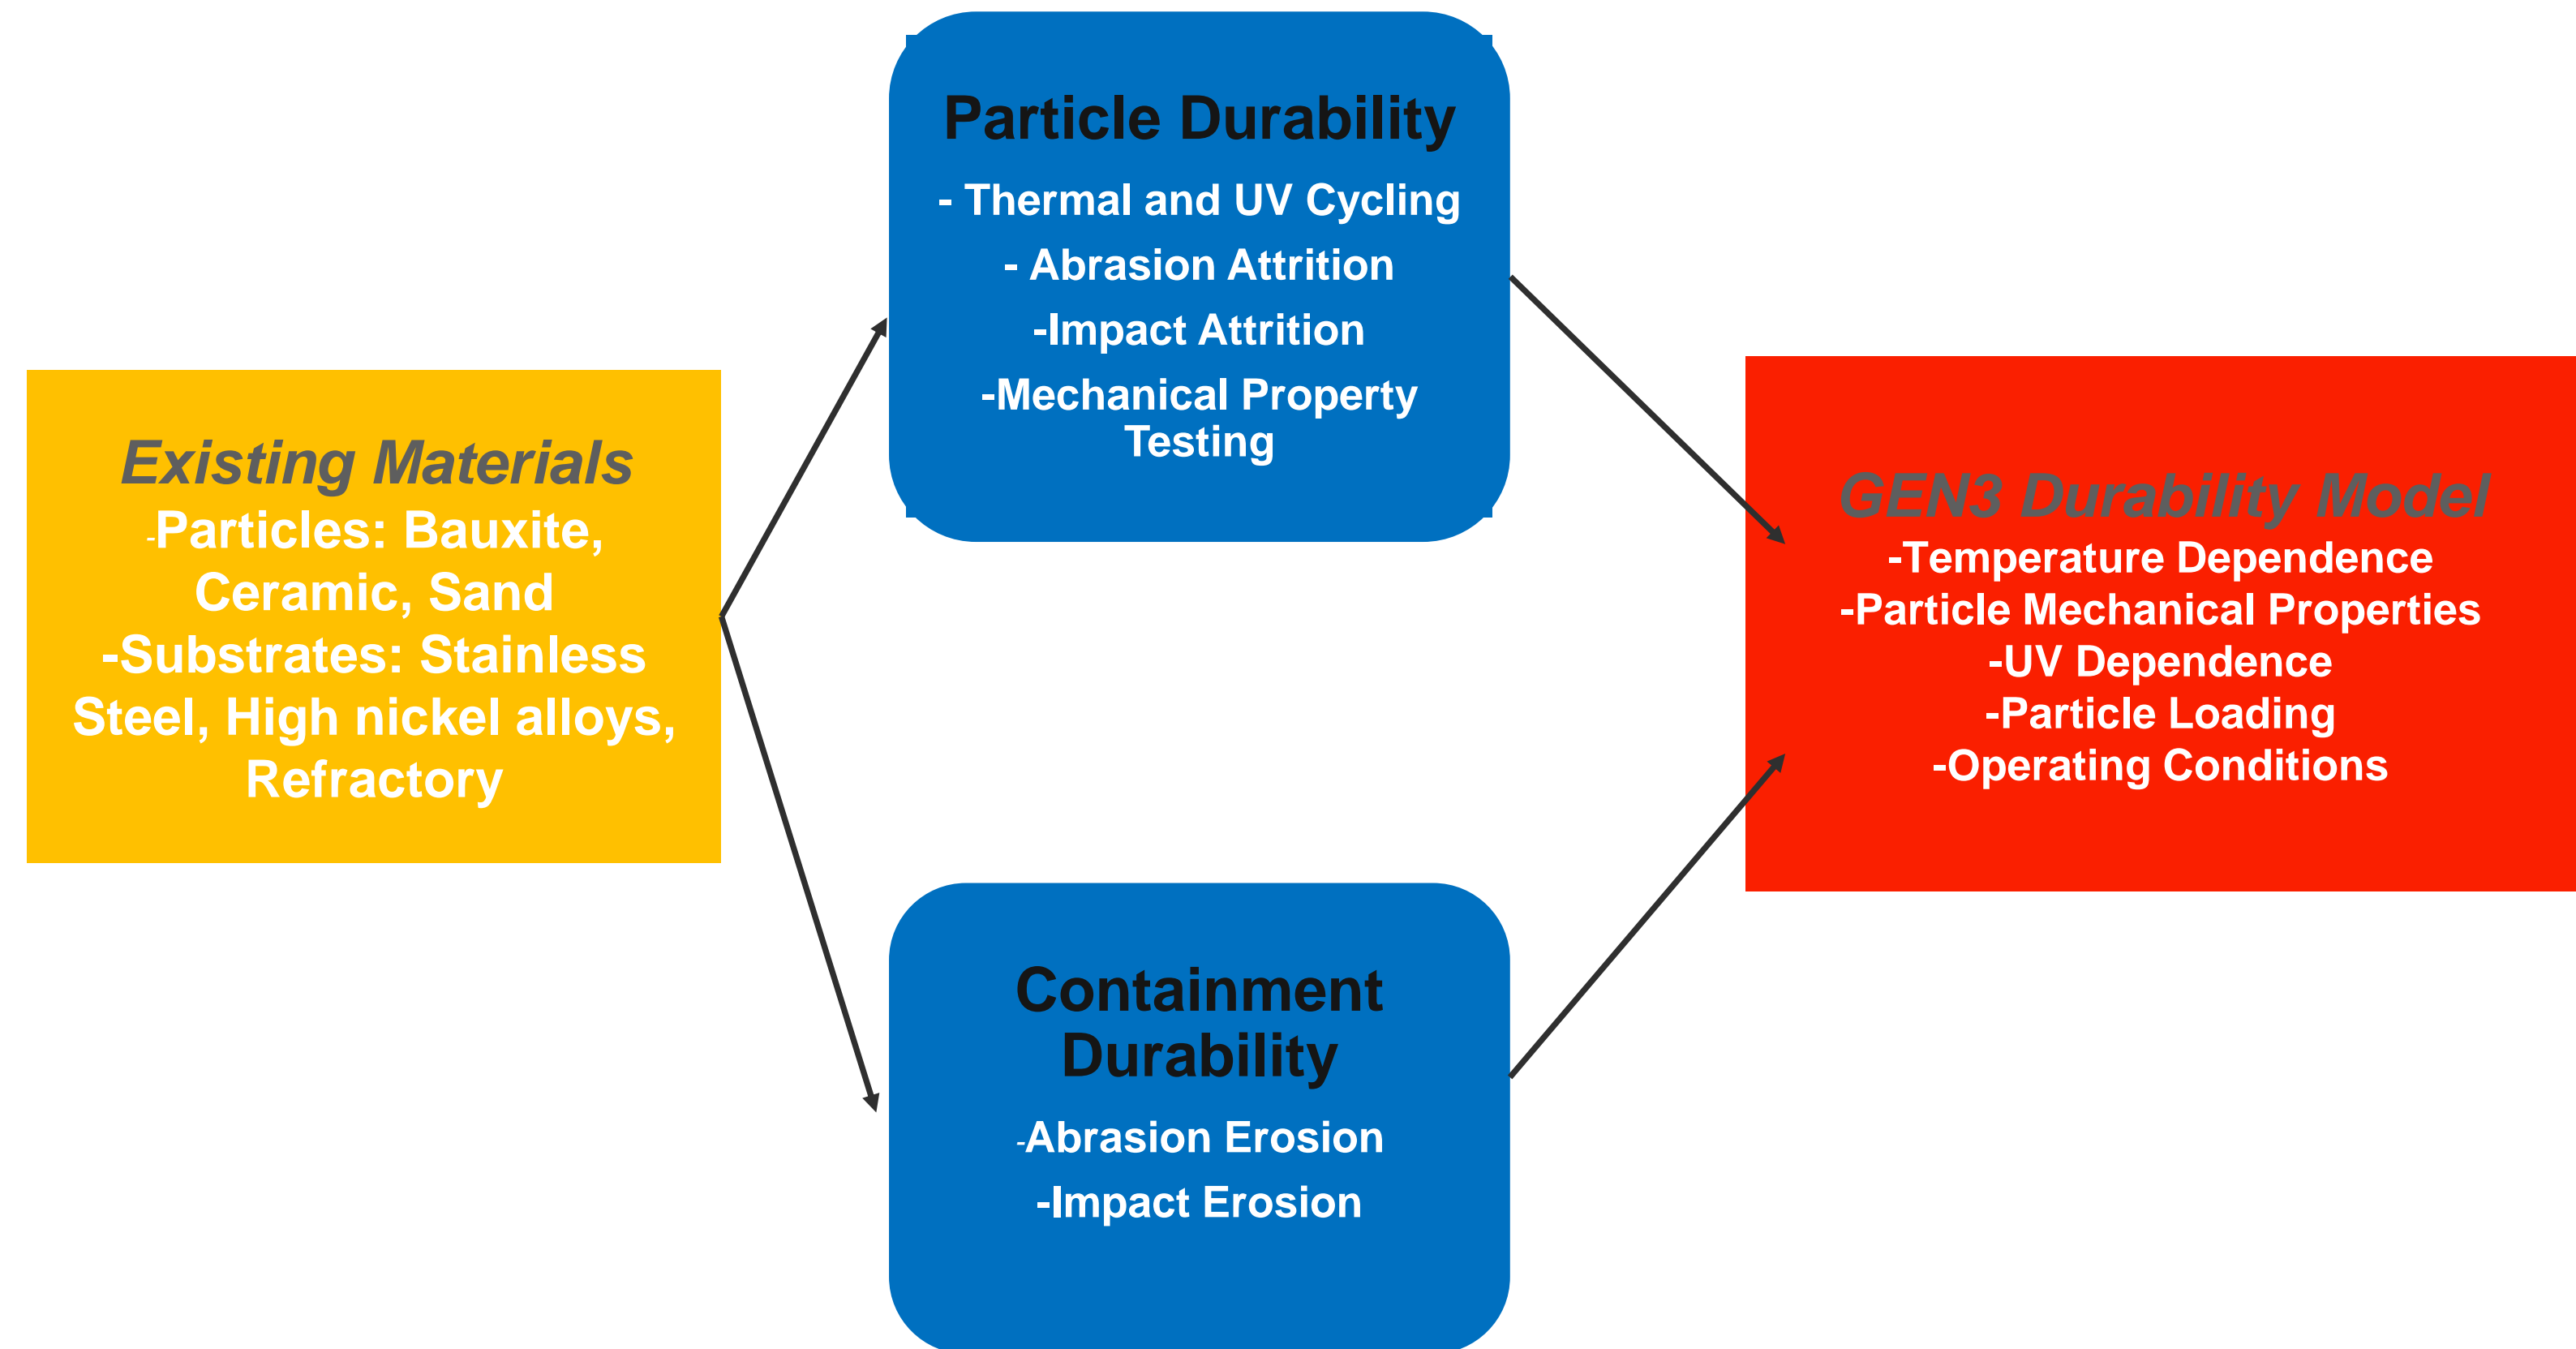 Particle Durability
- Thermal and UV Cycling
- Abrasion Attrition
-Impact Attrition
-Mechanical Property
Testing
Existing Materials
-Particles: Bauxite,
Ceramic, Sand
-Substrates: Stainless
Steel, High nickel alloys,
Refractory
GEN3 Durability Model
-Temperature Dependence
-Particle Mechanical Properties
-UV Dependence
-Particle Loading
-Operating Conditions
Containment
Durability
-Abrasion Erosion
-Impact Erosion